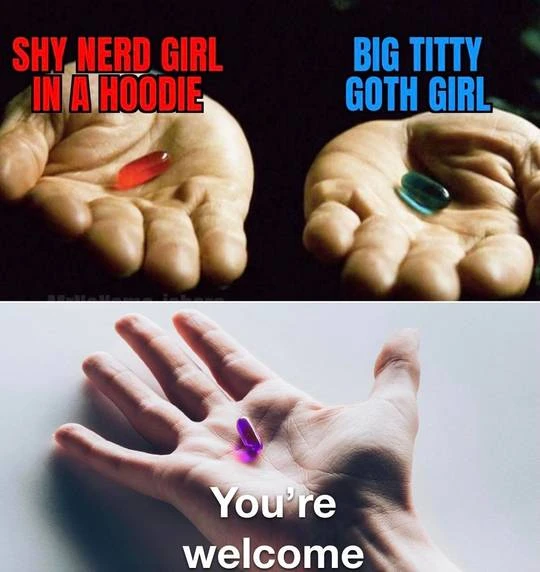 SHY NERD GIRL
IN A HOODIE
BIG TITTY
GOTH GIRL
You're
welcome